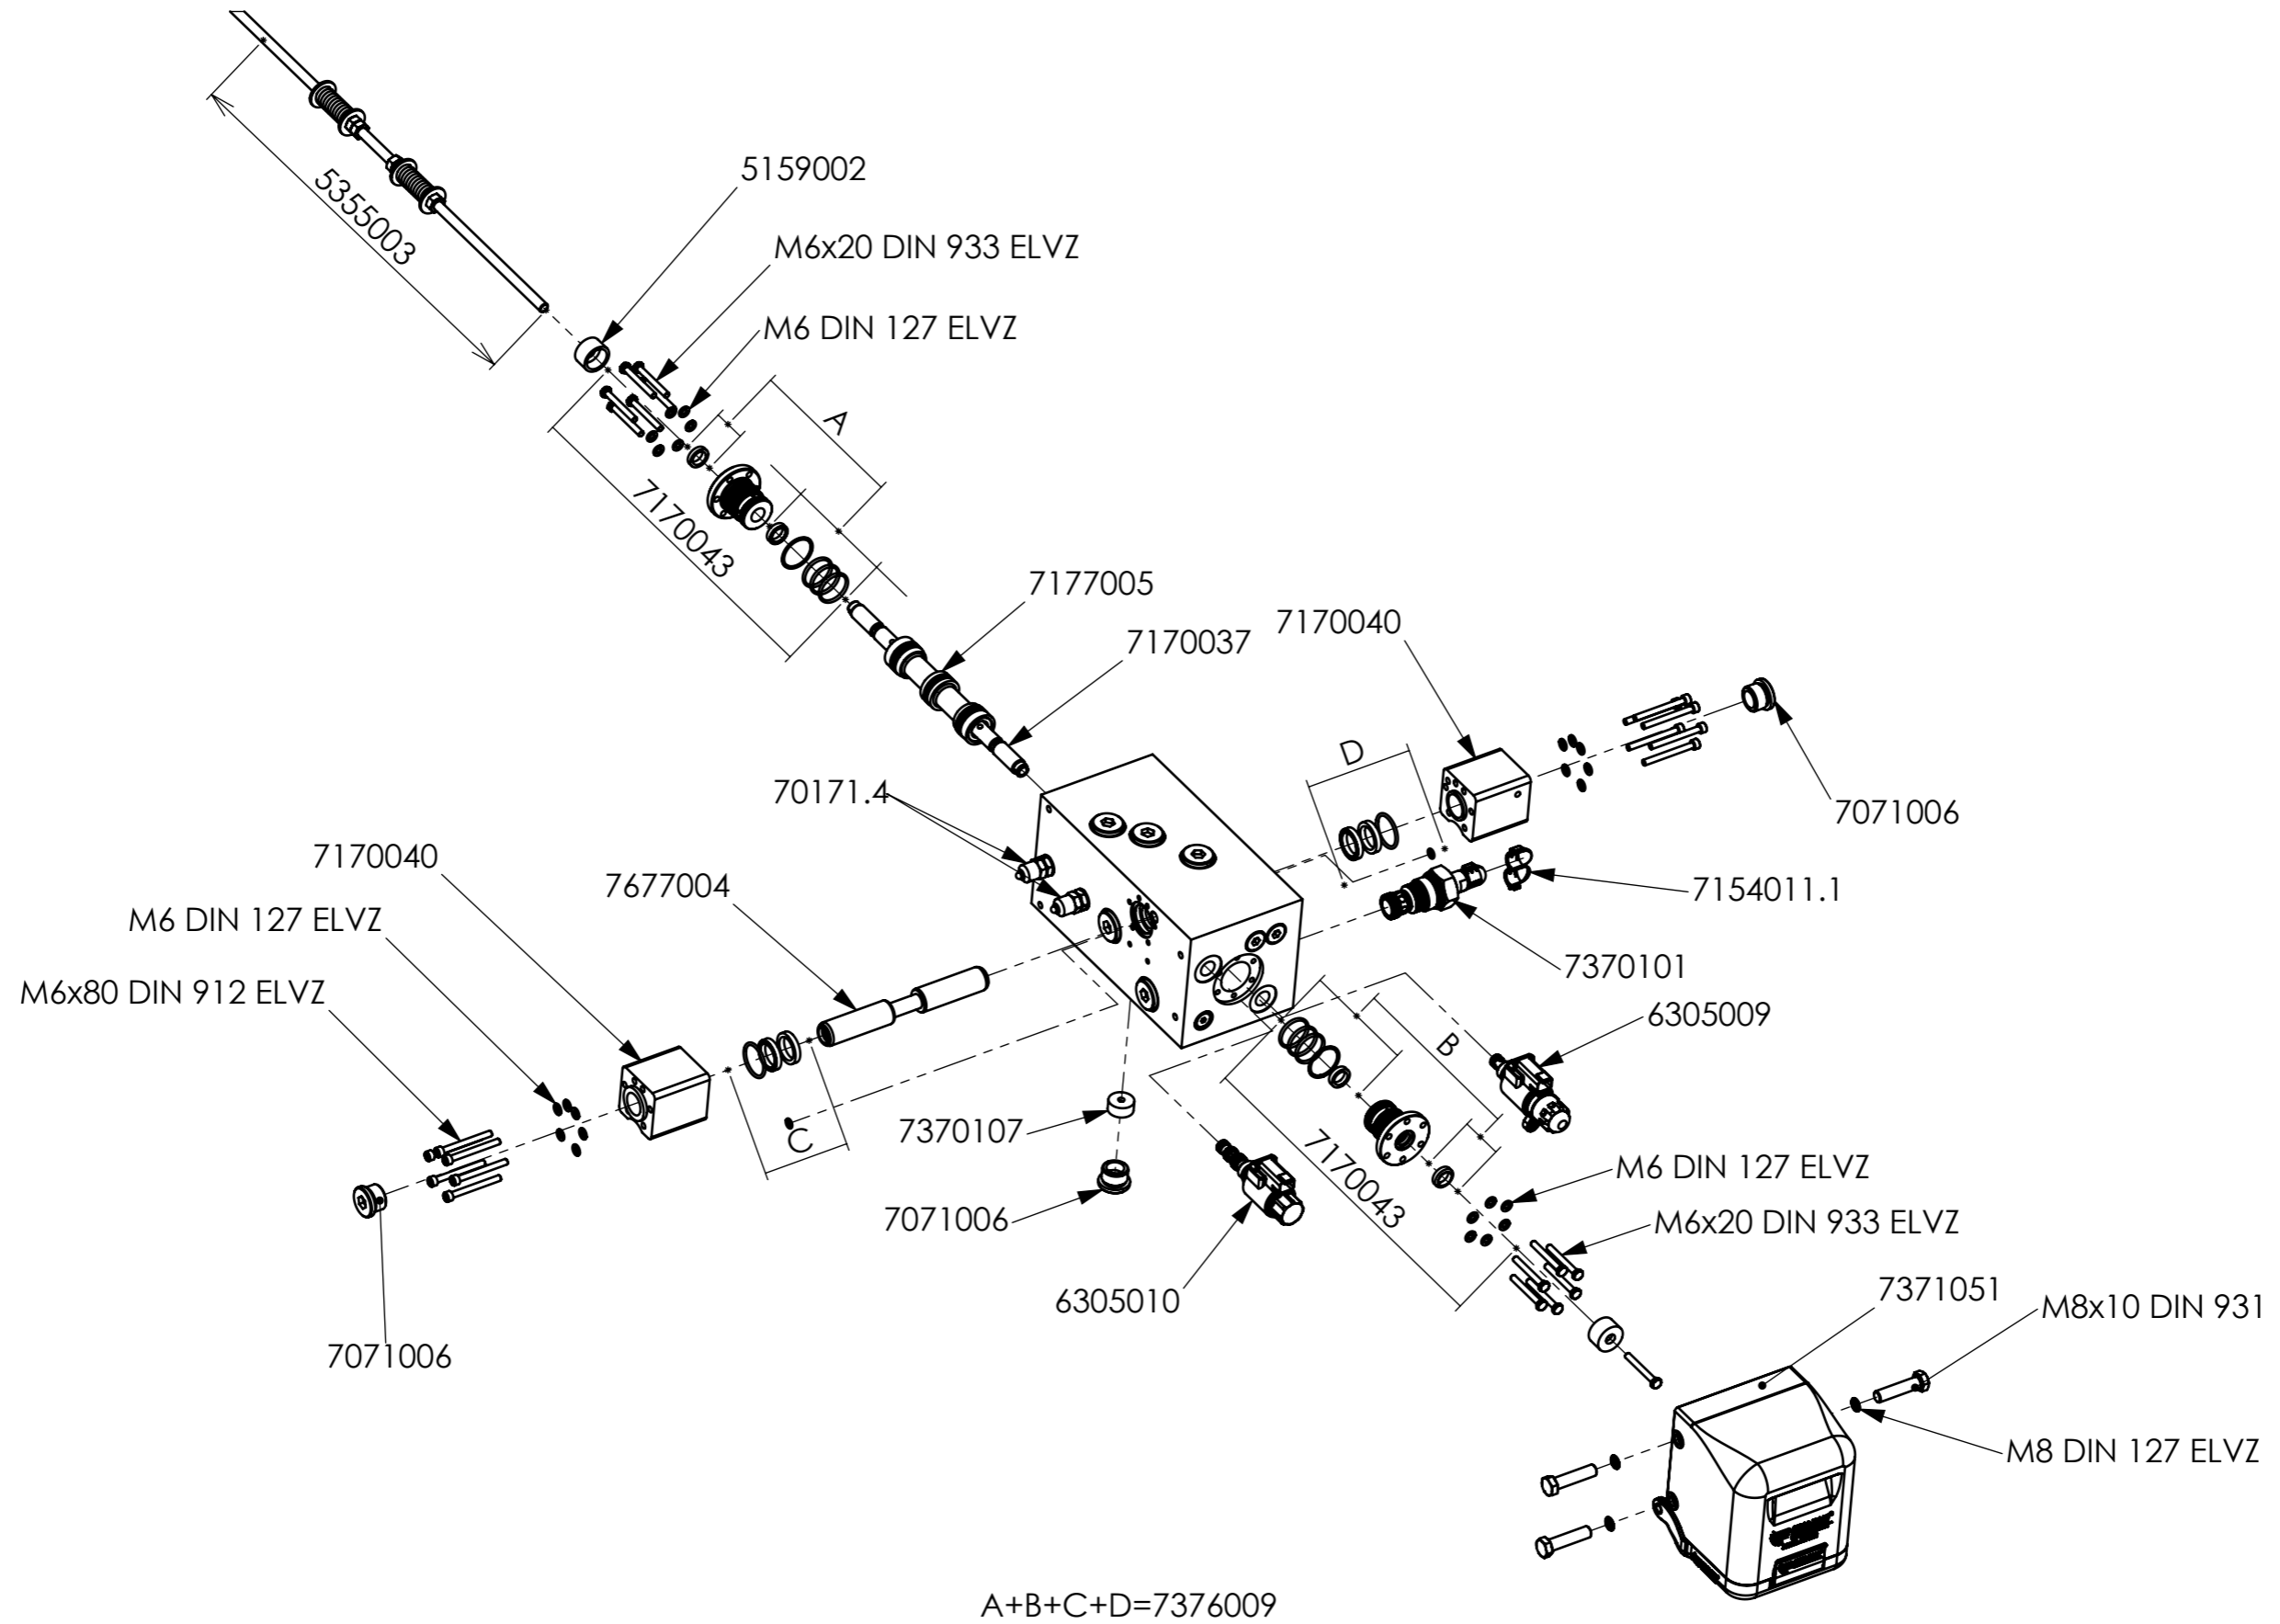 5355003
5159002
M6x20 DIN 933 ELVZ
M6 DIN 127 ELVZ
A
7170043
7177005
7170037
7170040
D
7071006
70171.4
7170040
7677004
7154011.1
M6 DIN 127 ELVZ
7370101
M6x80 DIN 912 ELVZ
6305009
B
7370107
C
7170043
M6 DIN 127 ELVZ
7071006
M6x20 DIN 933 ELVZ
6305010
7371051
M8x10 DIN 931
7071006
M8 DIN 127 ELVZ
A+B+C+D=7376009